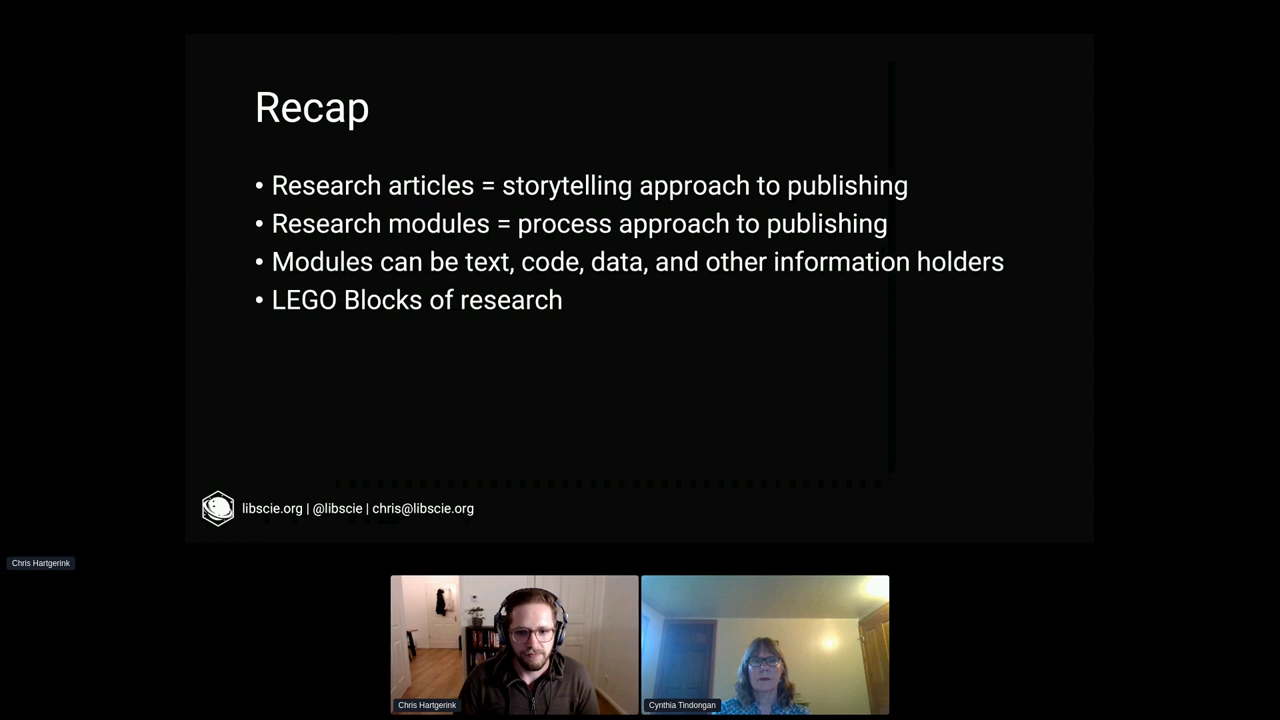 Recap
• Research articles = storytelling approach to publishing
• Research modules = process approach to publishing
• Modules can be text, code, data, and other information holders
• LEGO Blocks of research
libscie.org | @libscie | chris@libscie.org
Chris Hartgerink
Chris Hartgerink
Cynthia Tindongan